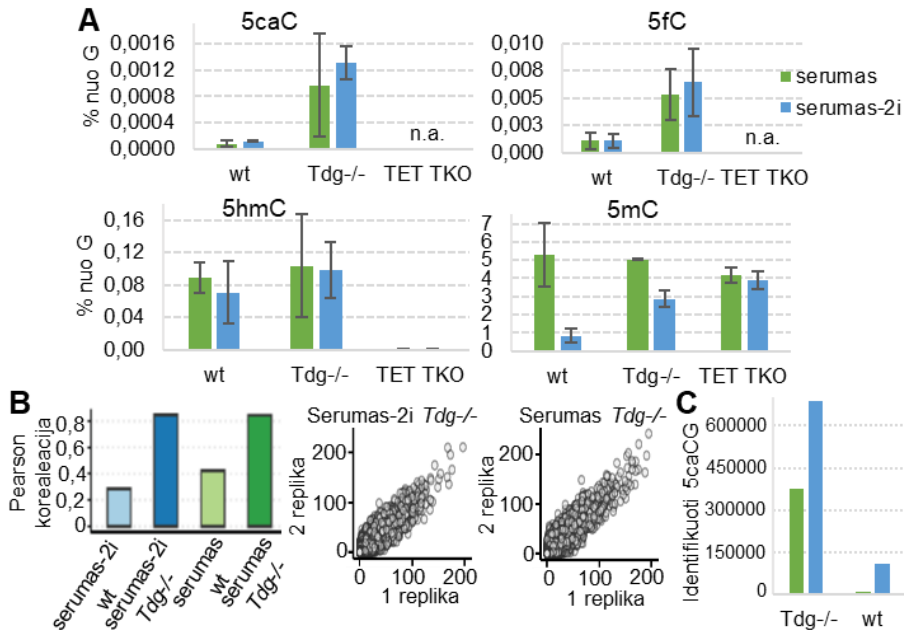 A
5caC
% nuo G
0,0016
0,0012
0,0008
0,0004
0,0000
n.a.
wt
Tdg-/-
TET TKO
5fC
0,010
0,008
0,005
0,003
0,000
n.a.
wt
Tdg-/-
TET TKO
serumas
serumas-2i
5hmC
% nuo G
0,16
0,12
0,08
0,04
0,00
wt
Tdg-/-
TET TKO
5mC
7
6
5
4
3
2
1
0
wt
Tdg-/-
TET TKO
B
Pearson
korealeacija
0,8
0,6
0,4
0,2
0
serumas-2i
wt
serumas-2i
Tdg-/-
serumas
wt
serumas
Tdg-/-
Serumas-2i Tdg-/-
2 replika
200
100
0
0 100 200
1 replika
Serumas Tdg-/-
2 replika
200
100
0
0 100 200
1 replika
C
Identifikuoti 5caCG
600000
450000
300000
150000
0
Tdg-/-
wt